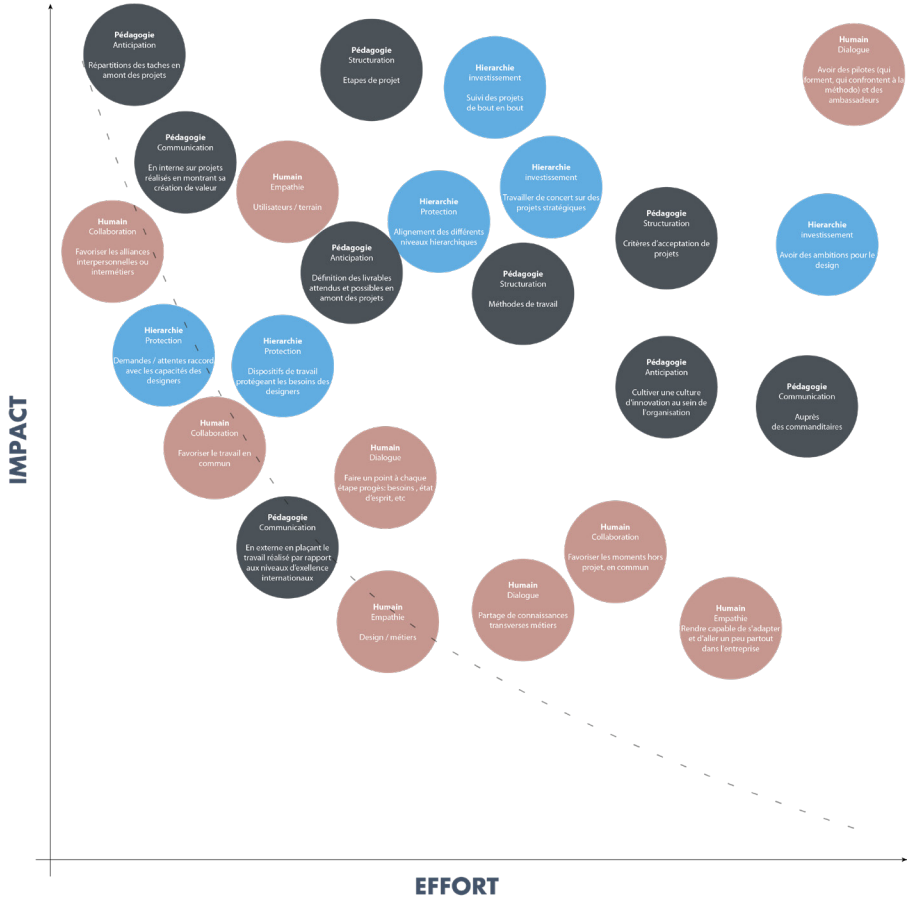 Pédagogie
Anticipation
Répartitions des taches en
amont des projets
Pédagogie
Structuration
Etapes de projet
Hierarchie
investissement
Suivi des projets
de bout en bout
Humain
Dialogue
Avoir des pilotes (qui
forment, qui confrontent à la
méthodo) et des
ambassadeurs
Pédagogie
Communication
En interne sur projets
réalisés en montrant sa
création de valeur
Humain
Empathie
Utilisateurs / terrain
Hierarchie
investissement
Travailler de concert sur des
projets stratégiques
Hierarchie
Protection
Alignement des différents
niveaux hierarchiques
Humain
Collaboration
Favoriser les alliances
interpersonnelles ou
intermétiers
Pédagogie
Structuration
Critères d'acceptation de
projets
Hierarchie
investissement
Avoir des ambitions pour le
design
Pédagogie
Anticipation
Définition des livrables
attendus et possibles en
amont des projets
Pédagogie
Structuration
Méthodes de travail
Hierarchie
Protection
Demandes / attentes raccord
avec les capacités des
designers
Hierarchie
Protection
Dispositifs de travail
protégeant les besoins des
designers
Pédagogie
Anticipation
Cultiver une culture
d'innovation au sein de
l'organisation
Pédagogie
Communication
Auprès
des commanditaires
Humain
Collaboration
Favoriser le travail en
commun
Humain
Dialogue
Faire un point à chaque
étape progès: besoins , état
d'esprit, etc
Pédagogie
Communication
En externe en plaçant le
travail réalisé par rapport
aux niveaux d'exellence
internationaux
Humain
Collaboration
Favoriser les moments hors
projet, en commun
Humain
Empathie
Design / métiers
Humain
Dialogue
Partage de connaissances
transverses métiers
Humain
Empathie
Rendre capable de s'adapter
et d'aller un peu partout
dans l'entreprise
IMPACT
EFFORT